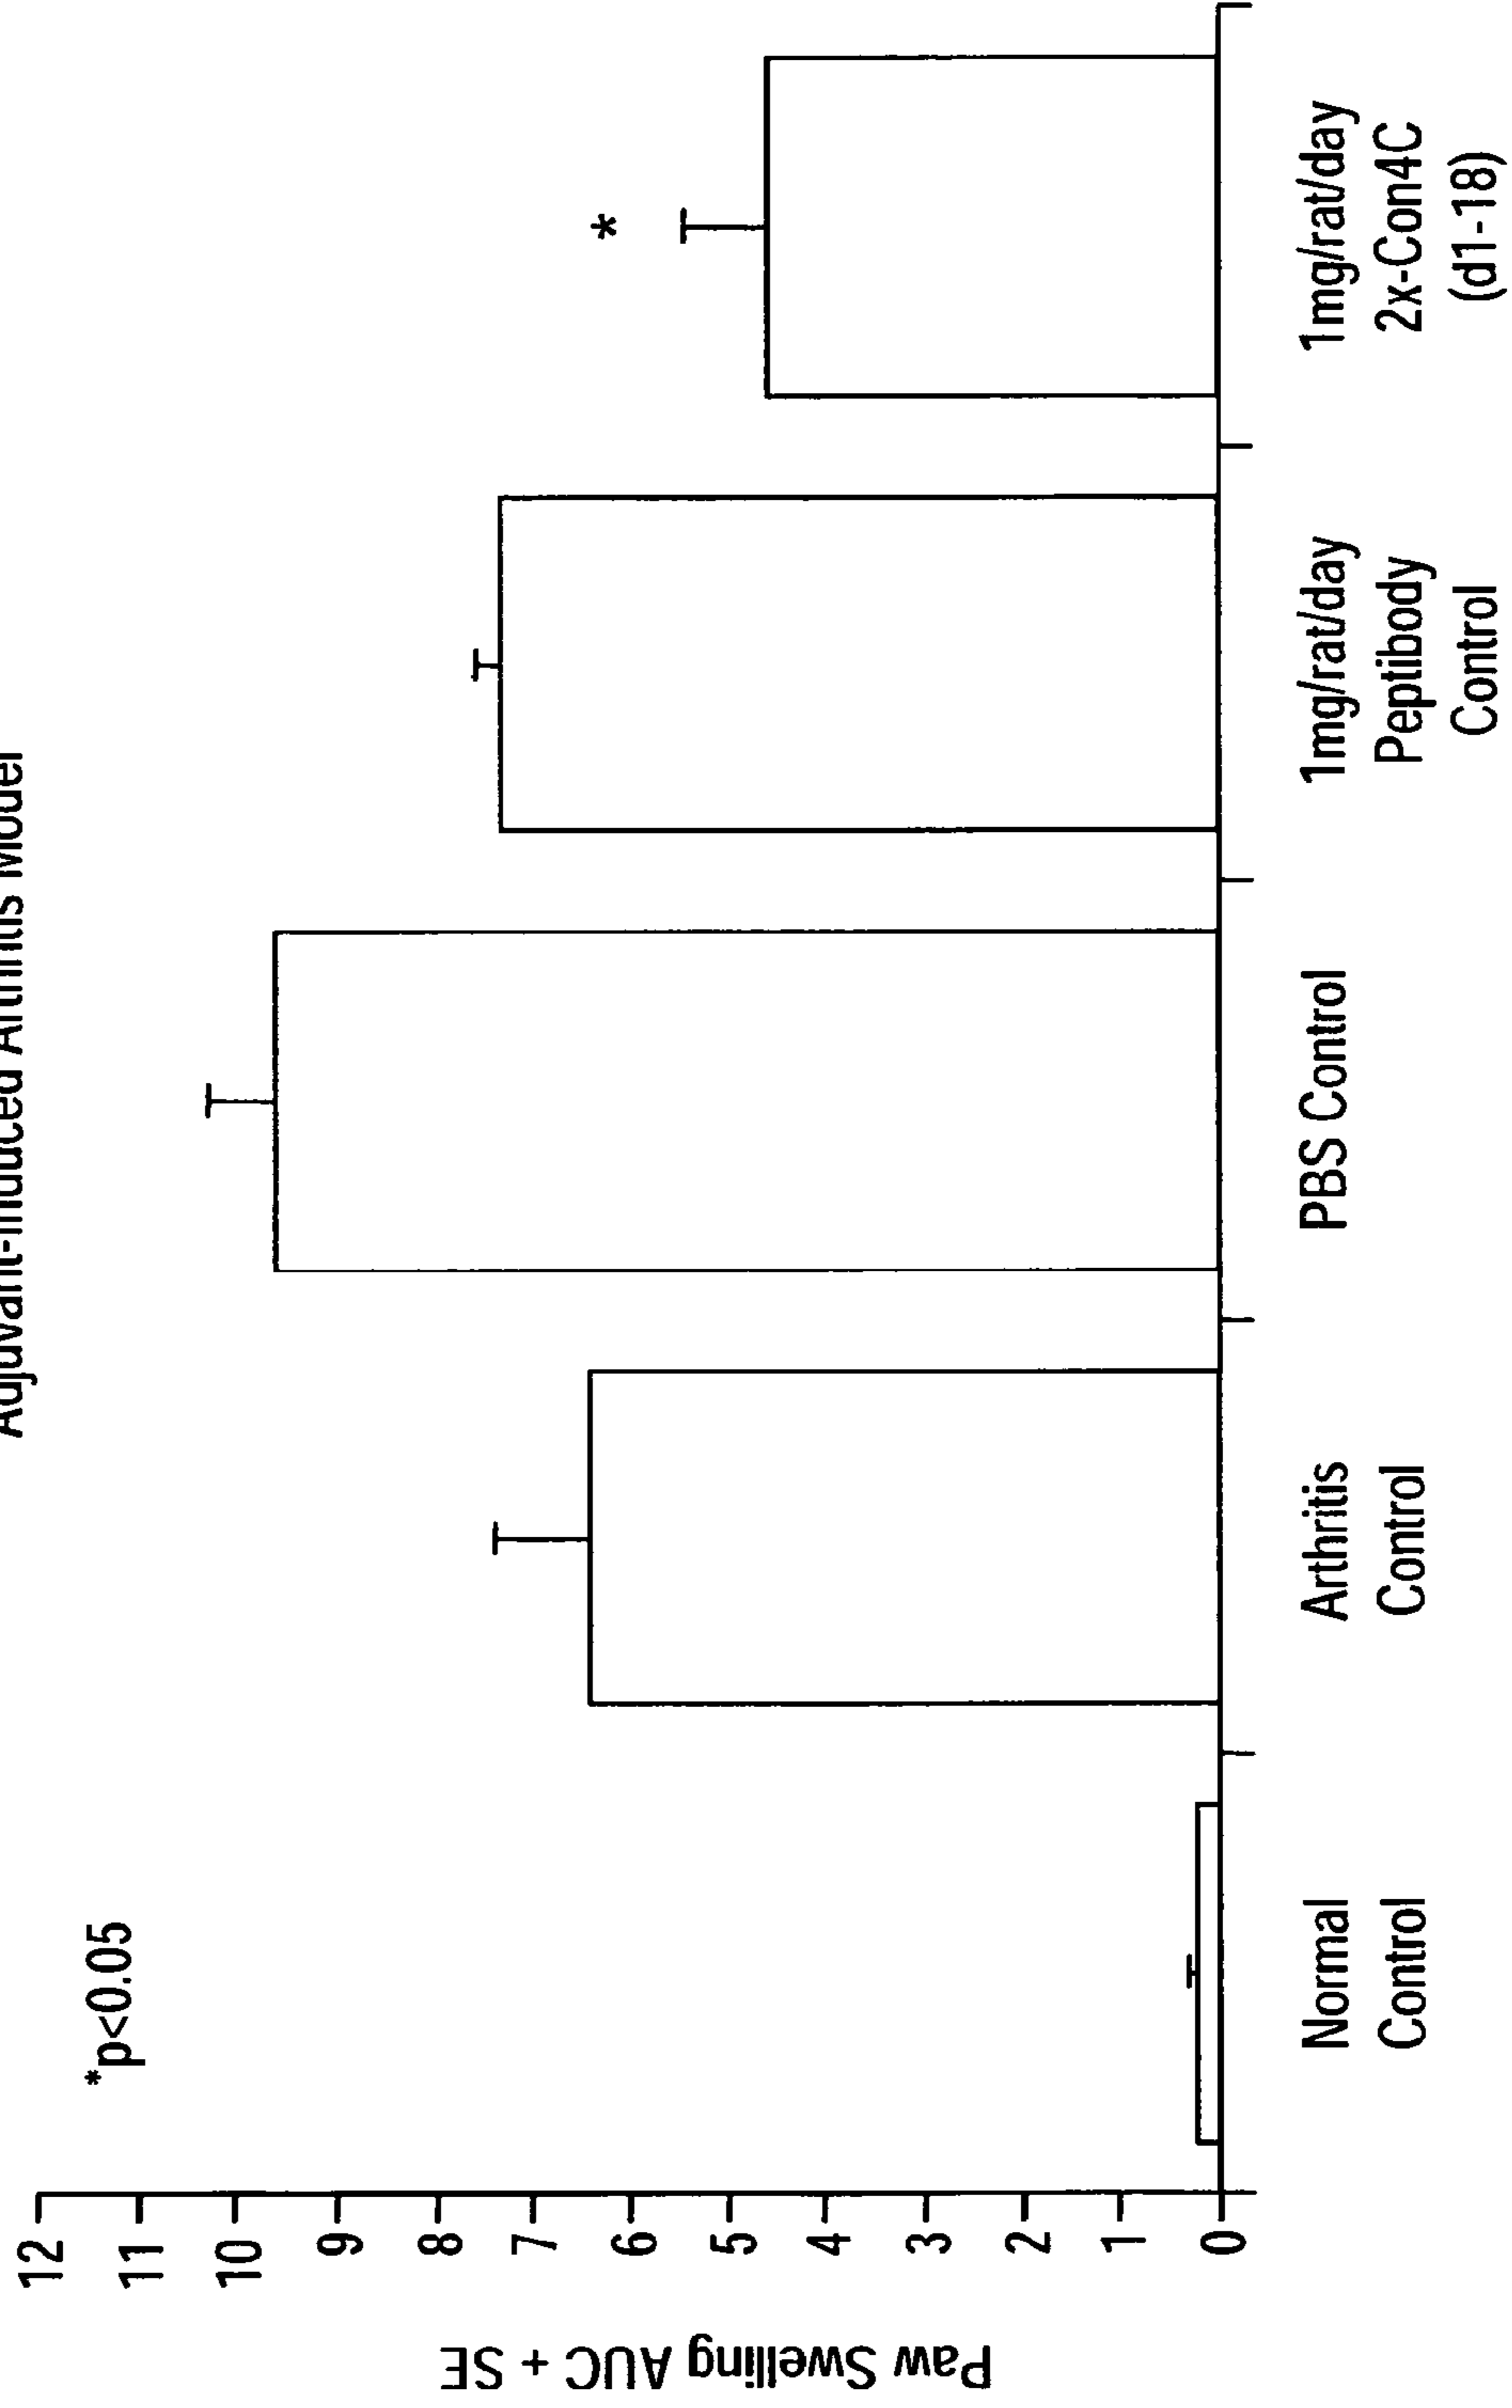 Adjuvant-Induced Arthritis Model
*p<0.05
12
11
10
9
8
7
6
5
4
3
2
1
0
Paw Swelling AUC + SE
*
Normal
Control
Arthritis
Control
PBS Control
1mg/rat/day
Peptibody
Control
1mg/rat/day
2x-Con4C
(d1-18)